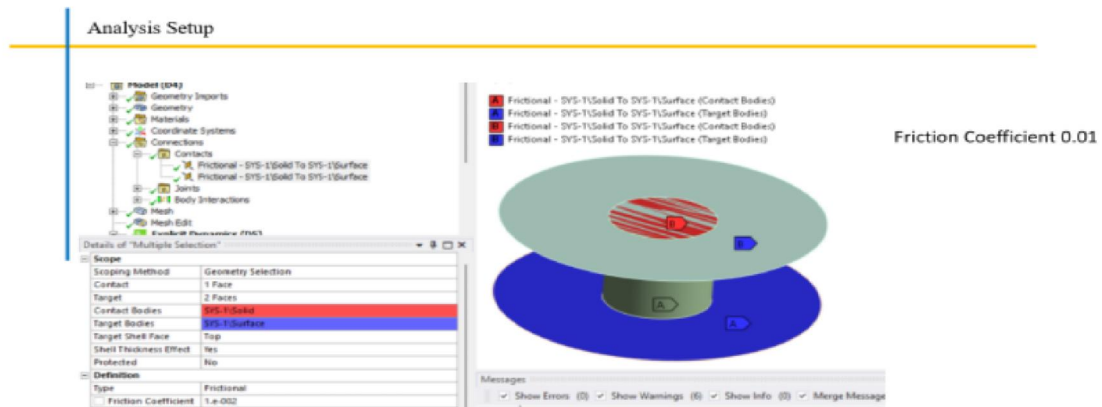 Analysis Setup
Model (D4)
Geometry Imports
Geometry
Materials
Coordinate Systems
Connections
Contacts
Frictional - SYS-1\Solid To SYS-1\Surface
Frictional - SYS-1\Solid To SYS-1\Surface
Joints
Body Interactions
Mesh
Mesh Edit
Explicit Dynamics (D5)
Details of "Multiple Selection"
Scope
Scoping Method Geometry Selection
Contact 1 Face
Target 2 Faces
Contact Bodies SYS-1\Solid
Target Bodies SYS-1\Surface
Target Shell Face Top
Shell Thickness Effect Yes
Protected No
Definition
Type Frictional
Friction Coefficient 1.e-002
A Frictional - SYS-1\Solid To SYS-1\Surface (Contact Bodies)
A Frictional - SYS-1\Solid To SYS-1\Surface (Target Bodies)
B Frictional - SYS-1\Solid To SYS-1\Surface (Contact Bodies)
B Frictional - SYS-1\Solid To SYS-1\Surface (Target Bodies)
B
B
A
A
Messages
Show Errors (0) Show Warnings (6) Show Info (0) Merge Message
Friction Coefficient 0.01